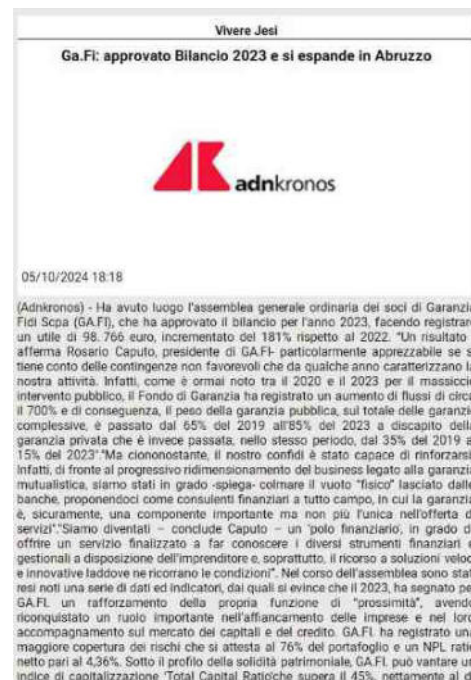 Vivere Jesi
Ga.Fi: approvato Bilancio 2023 e si espande in Abruzzo
adnkronos
05/10/2024 18:18
(Adnkronos) - Ha avuto luogo l'assemblea generale ordinaria dei soci di Garanzia
Fidi Scpa (GA.FI), che ha approvato il bilancio per l'anno 2023, facendo registrare
un utile di 98. 766 euro, incrementato del 181% rispetto al 2022. "Un risultato -
afferma Rosario Caputo, presidente di GA.FI- particolarmente apprezzabile se si
tiene conto delle contingenze non favorevoli che da qualche anno caratterizzano la
nostra attività. Infatti, come è ormai noto tra il 2020 e il 2023 per il massiccio
intervento pubblico, il Fondo di Garanzia ha registrato un aumento di flussi di circa
il 700% e di conseguenza, il peso della garanzia pubblica, sul totale delle garanzie
complessive, è passato dal 65% del 2019 all'85% del 2023 a discapito della
garanzia privata che è invece passata, nello stesso periodo, dal 35% del 2019 al
15% del 2023"."Ma ciononostante, il nostro confidi è stato capace di rinforzarsi.
Infatti, di fronte al progressivo ridimensionamento del business legato alla garanzia
mutualistica, siamo stati in grado -spiega- colmare il vuoto "fisico" lasciato dalle
banche, proponendoci come consulenti finanziari a tutto campo, in cui la garanzia
è, sicuramente, una componente importante ma non più l'unica nell'offerta di
servizi"."Siamo diventati – conclude Caputo – un 'polo finanziario', in grado di
offrire un servizio finalizzato a far conoscere i diversi strumenti finanziari e
gestionali a disposizione dell'imprenditore e, soprattutto, il ricorso a soluzioni veloci
e innovative laddove ne ricorrano le condizioni". Nel corso dell'assemblea sono stati
resi noti una serie di dati ed indicatori, dai quali si evince che il 2023, ha segnato per
GA.FI. un rafforzamento della propria funzione di "prossimità", avendo
riconquistato un ruolo importante nell'affiancamento delle imprese e nel loro
accompagnamento sul mercato dei capitali e del credito. GA.FI. ha registrato una
maggiore copertura dei rischi che si attesta al 76% del portafoglio e un NPL ratio
netto pari al 4,36%. Sotto il profilo della solidità patrimoniale, GA.FI. può vantare un
indice di capitalizzazione 'Total Capital Ratio'che supera il 45%, nettamente al di